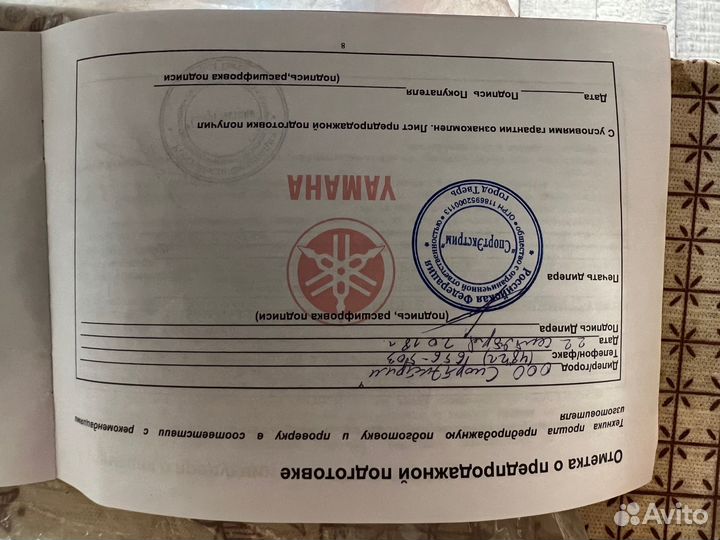 Отметка о предпродажной подготовке
Техника прошла предпродажную подготовку и проверку в соответствии с рекомендациями
изготовителя
Дилер/город ООО СпортЭкстрим
Телефон/факс (4822)
Дата 22 сентября 2018 г.
Подпись Дилера
(подпись, расшифровка подписи)
Печать дилера
Российская Федерация
Общество с ограниченной ответственностью
ОГРН 1186952000113
"СпортЭкстрим"
город Тверь
YAMAHA
С условиями гарантии ознакомлен. Лист предпродажной подготовки получил
Дата Подпись Покупателя
(подпись,расшифровка подписи)
8
Avito